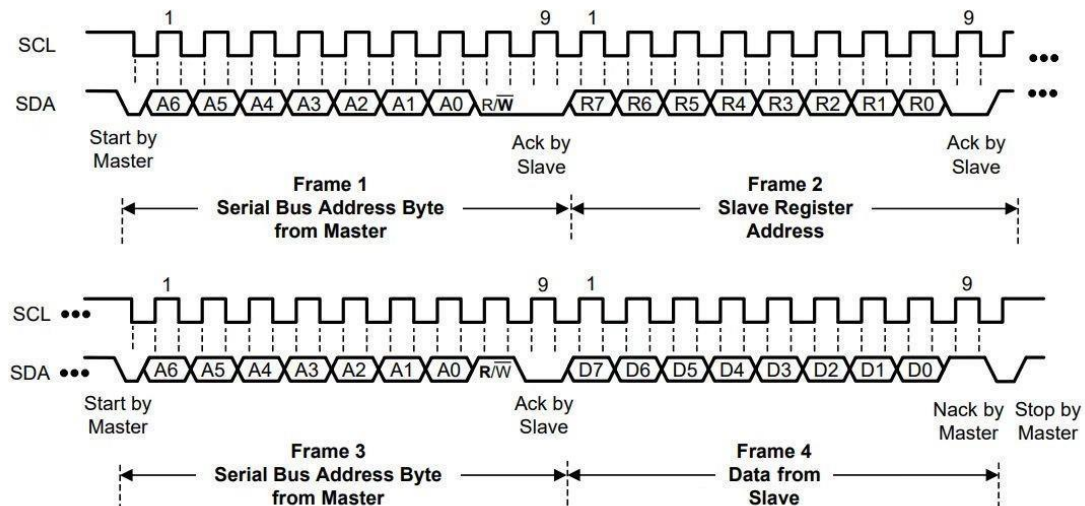 1 9 1 9
SCL •••
SDA A6 A5 A4 A3 A2 A1 A0 R/W̅ R7 R6 R5 R4 R3 R2 R1 R0 •••
Start by Ack by Ack by
Master Slave Slave
Frame 1 Frame 2
Serial Bus Address Byte Slave Register
from Master Address
1 9 1 9
SCL •••
SDA ••• A6 A5 A4 A3 A2 A1 A0 R/W̅ D7 D6 D5 D4 D3 D2 D1 D0
Start by Ack by Nack by Stop by
Master Slave Master Master
Frame 3 Frame 4
Serial Bus Address Byte Data from
from Master Slave